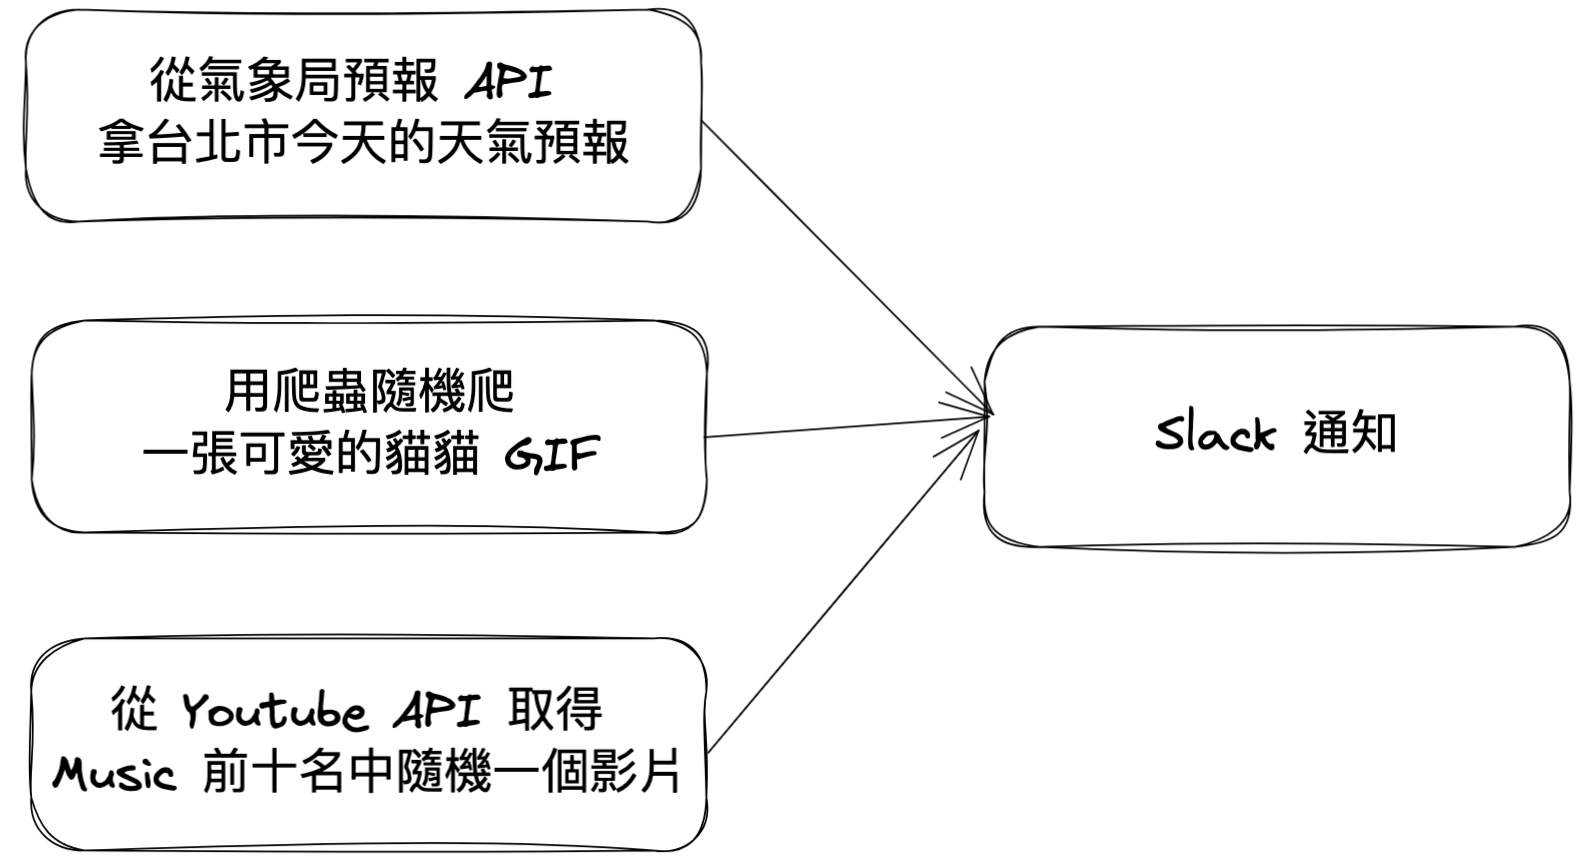 從氣象局預報 API
拿台北市今天的天氣預報
用爬蟲隨機爬
一張可愛的貓貓 GIF
從 Youtube API 取得
Music 前十名中隨機一個影片
Slack 通知